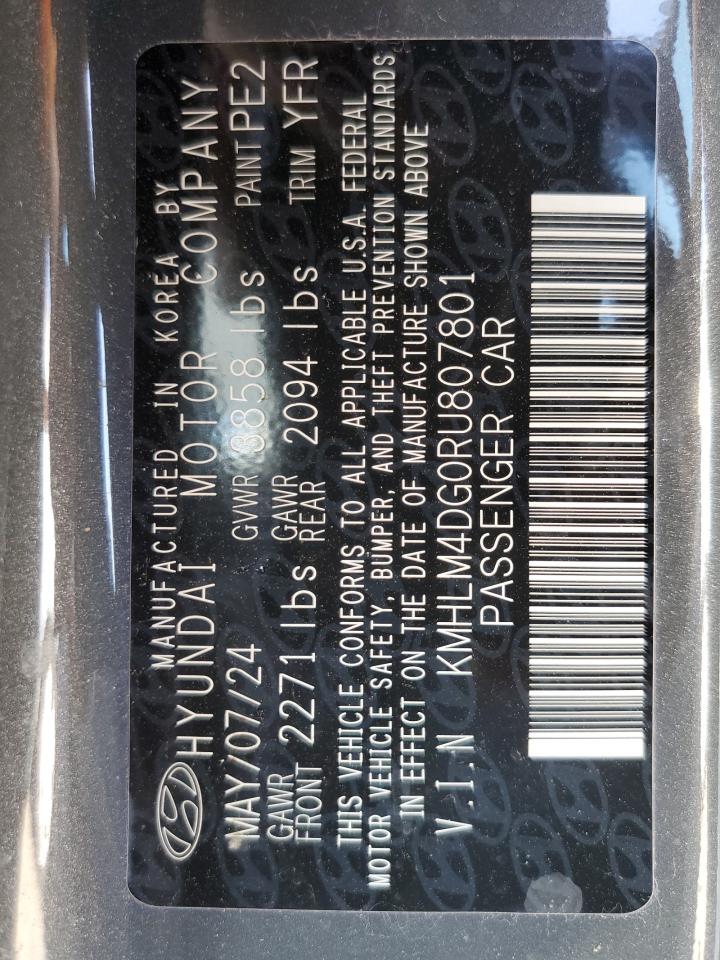 MANUFACTURED IN KOREA BY
HYUNDAI MOTOR COMPANY
MAY/07/24 GVWR 3858 lbs PAINT PE2
GAWR FRONT 2271 lbs GAWR REAR 2094 lbs TRIM YFR
THIS VEHICLE CONFORMS TO ALL APPLICABLE U.S.A. FEDERAL
MOTOR VEHICLE SAFETY, BUMPER, AND THEFT PREVENTION STANDARDS
IN EFFECT ON THE DATE OF MANUFACTURE SHOWN ABOVE
V.I.N KMHLM4DG0RU807801
PASSENGER CAR